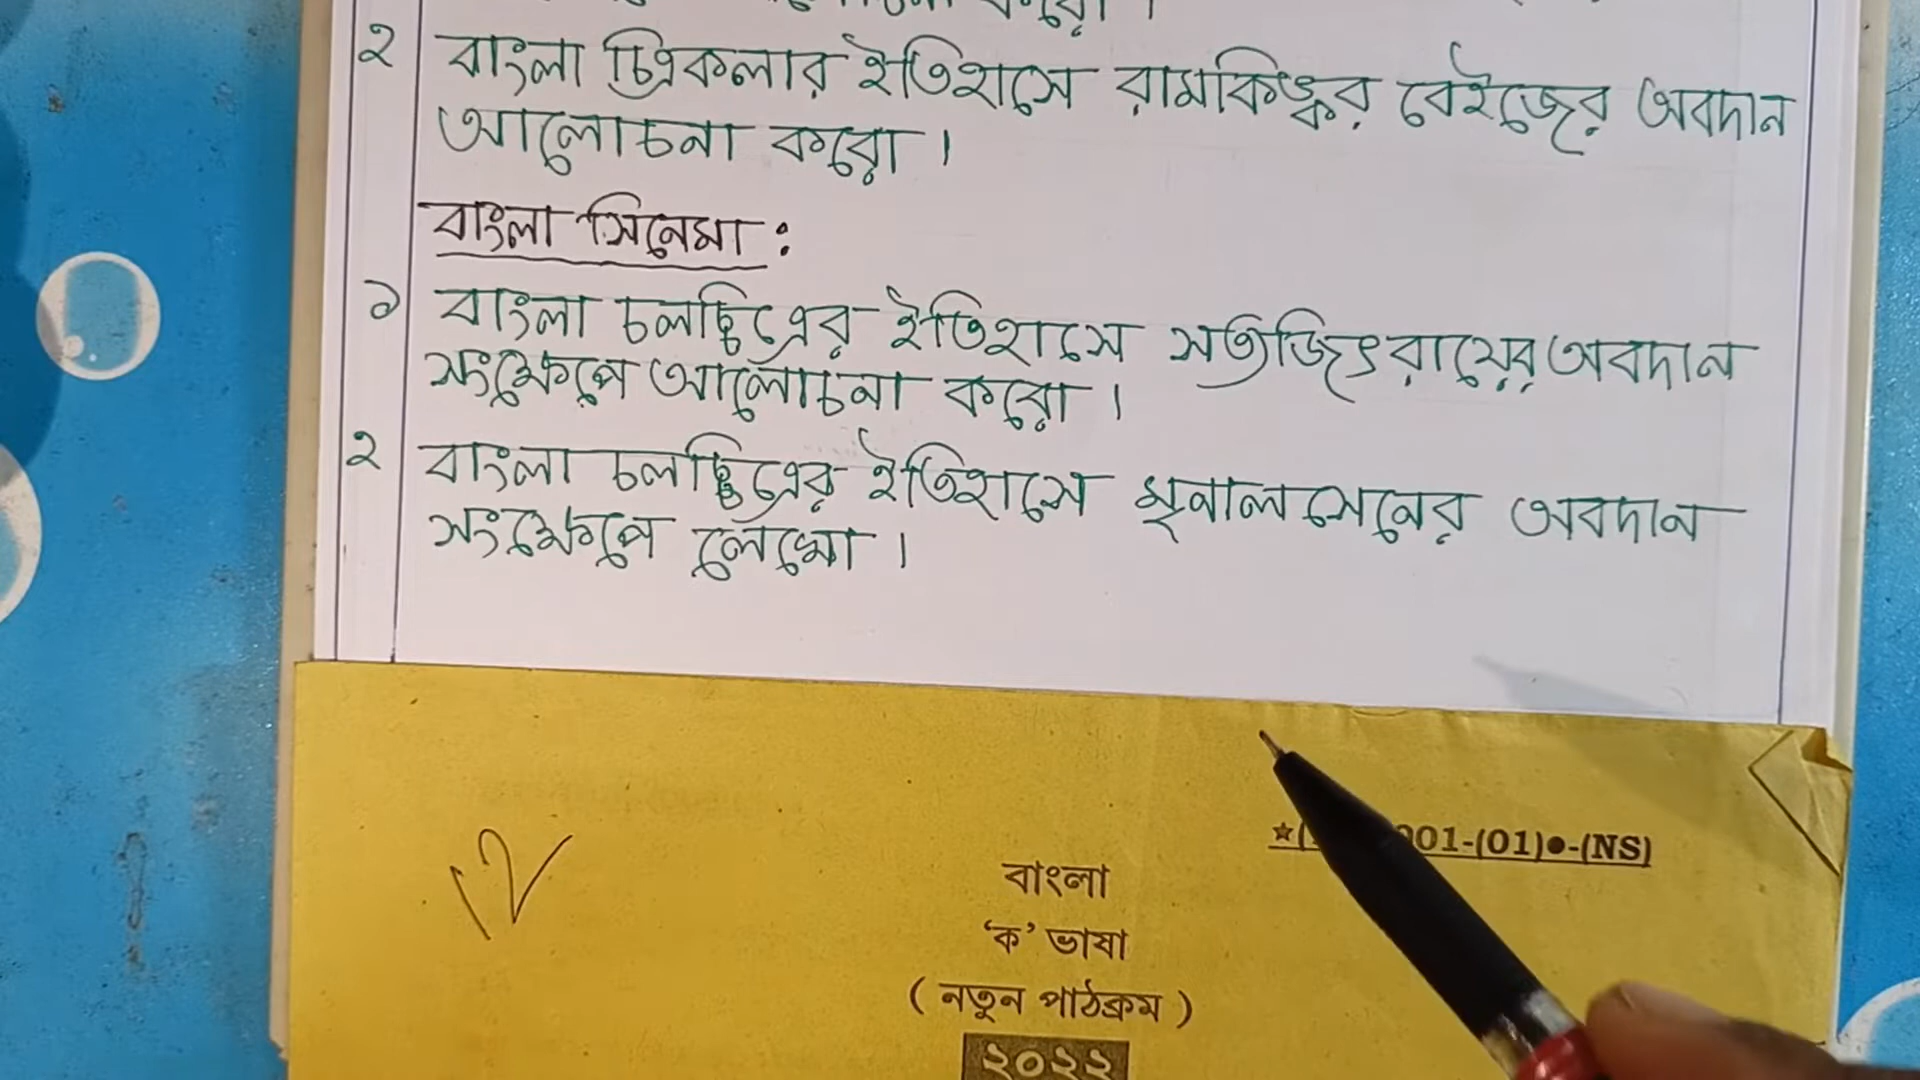 করো ।
২ বাংলা চিত্রকলার ইতিহাসে রামকিঙ্কর বেইজের অবদান
আলোচনা করো ।
বাংলা সিনেমা :
১ বাংলা চলচ্চিত্রের ইতিহাসে সত্যজিৎ রায়ের অবদান
সংক্ষেপে আলোচনা করো ।
২ বাংলা চলচ্চিত্রের ইতিহাসে মৃনাল সেনের অবদান
সংক্ষেপে লেখো ।
001-(01)●-(NS)
বাংলা
‘ক’ ভাষা
( নতুন পাঠক্রম )
২০২২